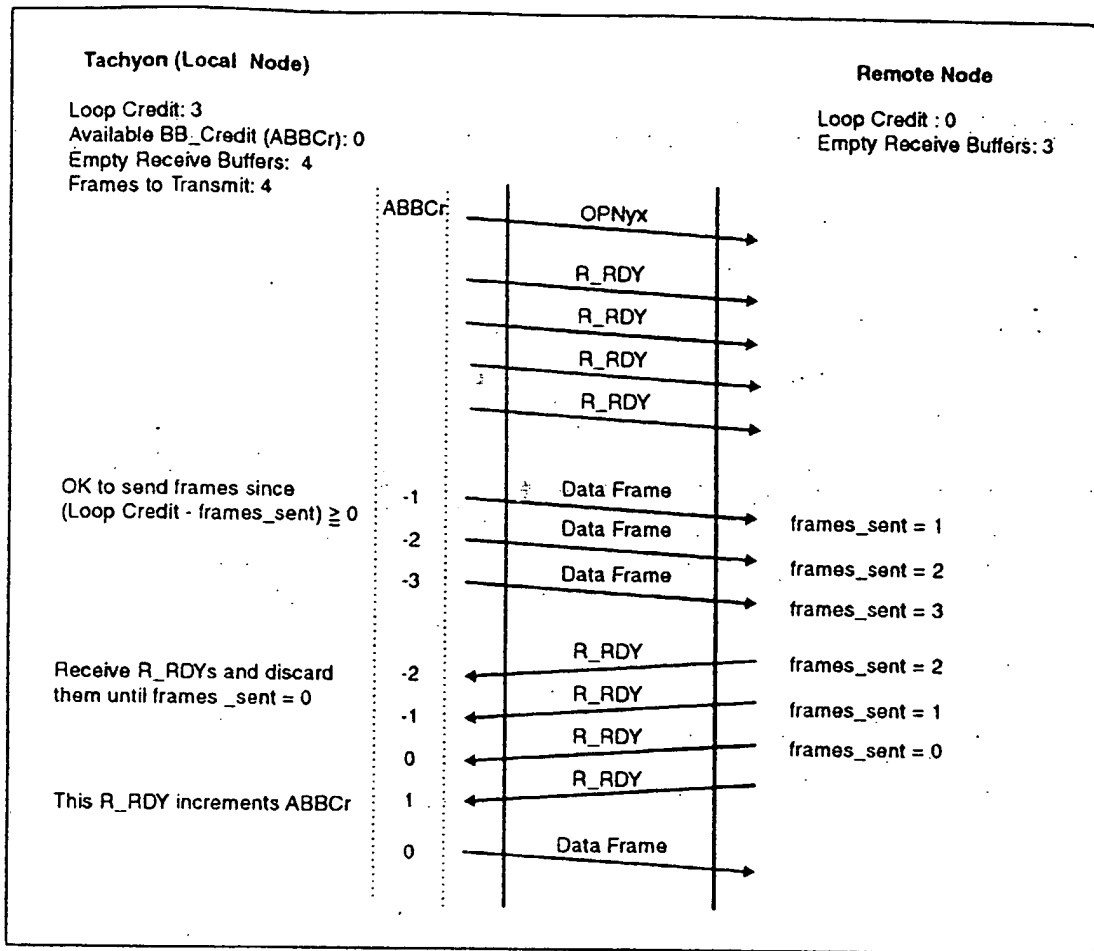 Tachyon (Local Node)
Loop Credit: 3
Available BB_Credit (ABBCr): 0
Empty Receive Buffers: 4
Frames to Transmit: 4
Remote Node
Loop Credit : 0
Empty Receive Buffers: 3
ABBCr
OPNyx
R_RDY
R_RDY
R_RDY
R_RDY
OK to send frames since
(Loop Credit - frames_sent) ≧ 0
-1
Data Frame
frames_sent = 1
-2
Data Frame
frames_sent = 2
-3
Data Frame
frames_sent = 3
Receive R_RDYs and discard
them until frames _sent = 0
-2
R_RDY
frames_sent = 2
-1
R_RDY
frames_sent = 1
0
R_RDY
frames_sent = 0
This R_RDY increments ABBCr
1
R_RDY
0
Data Frame